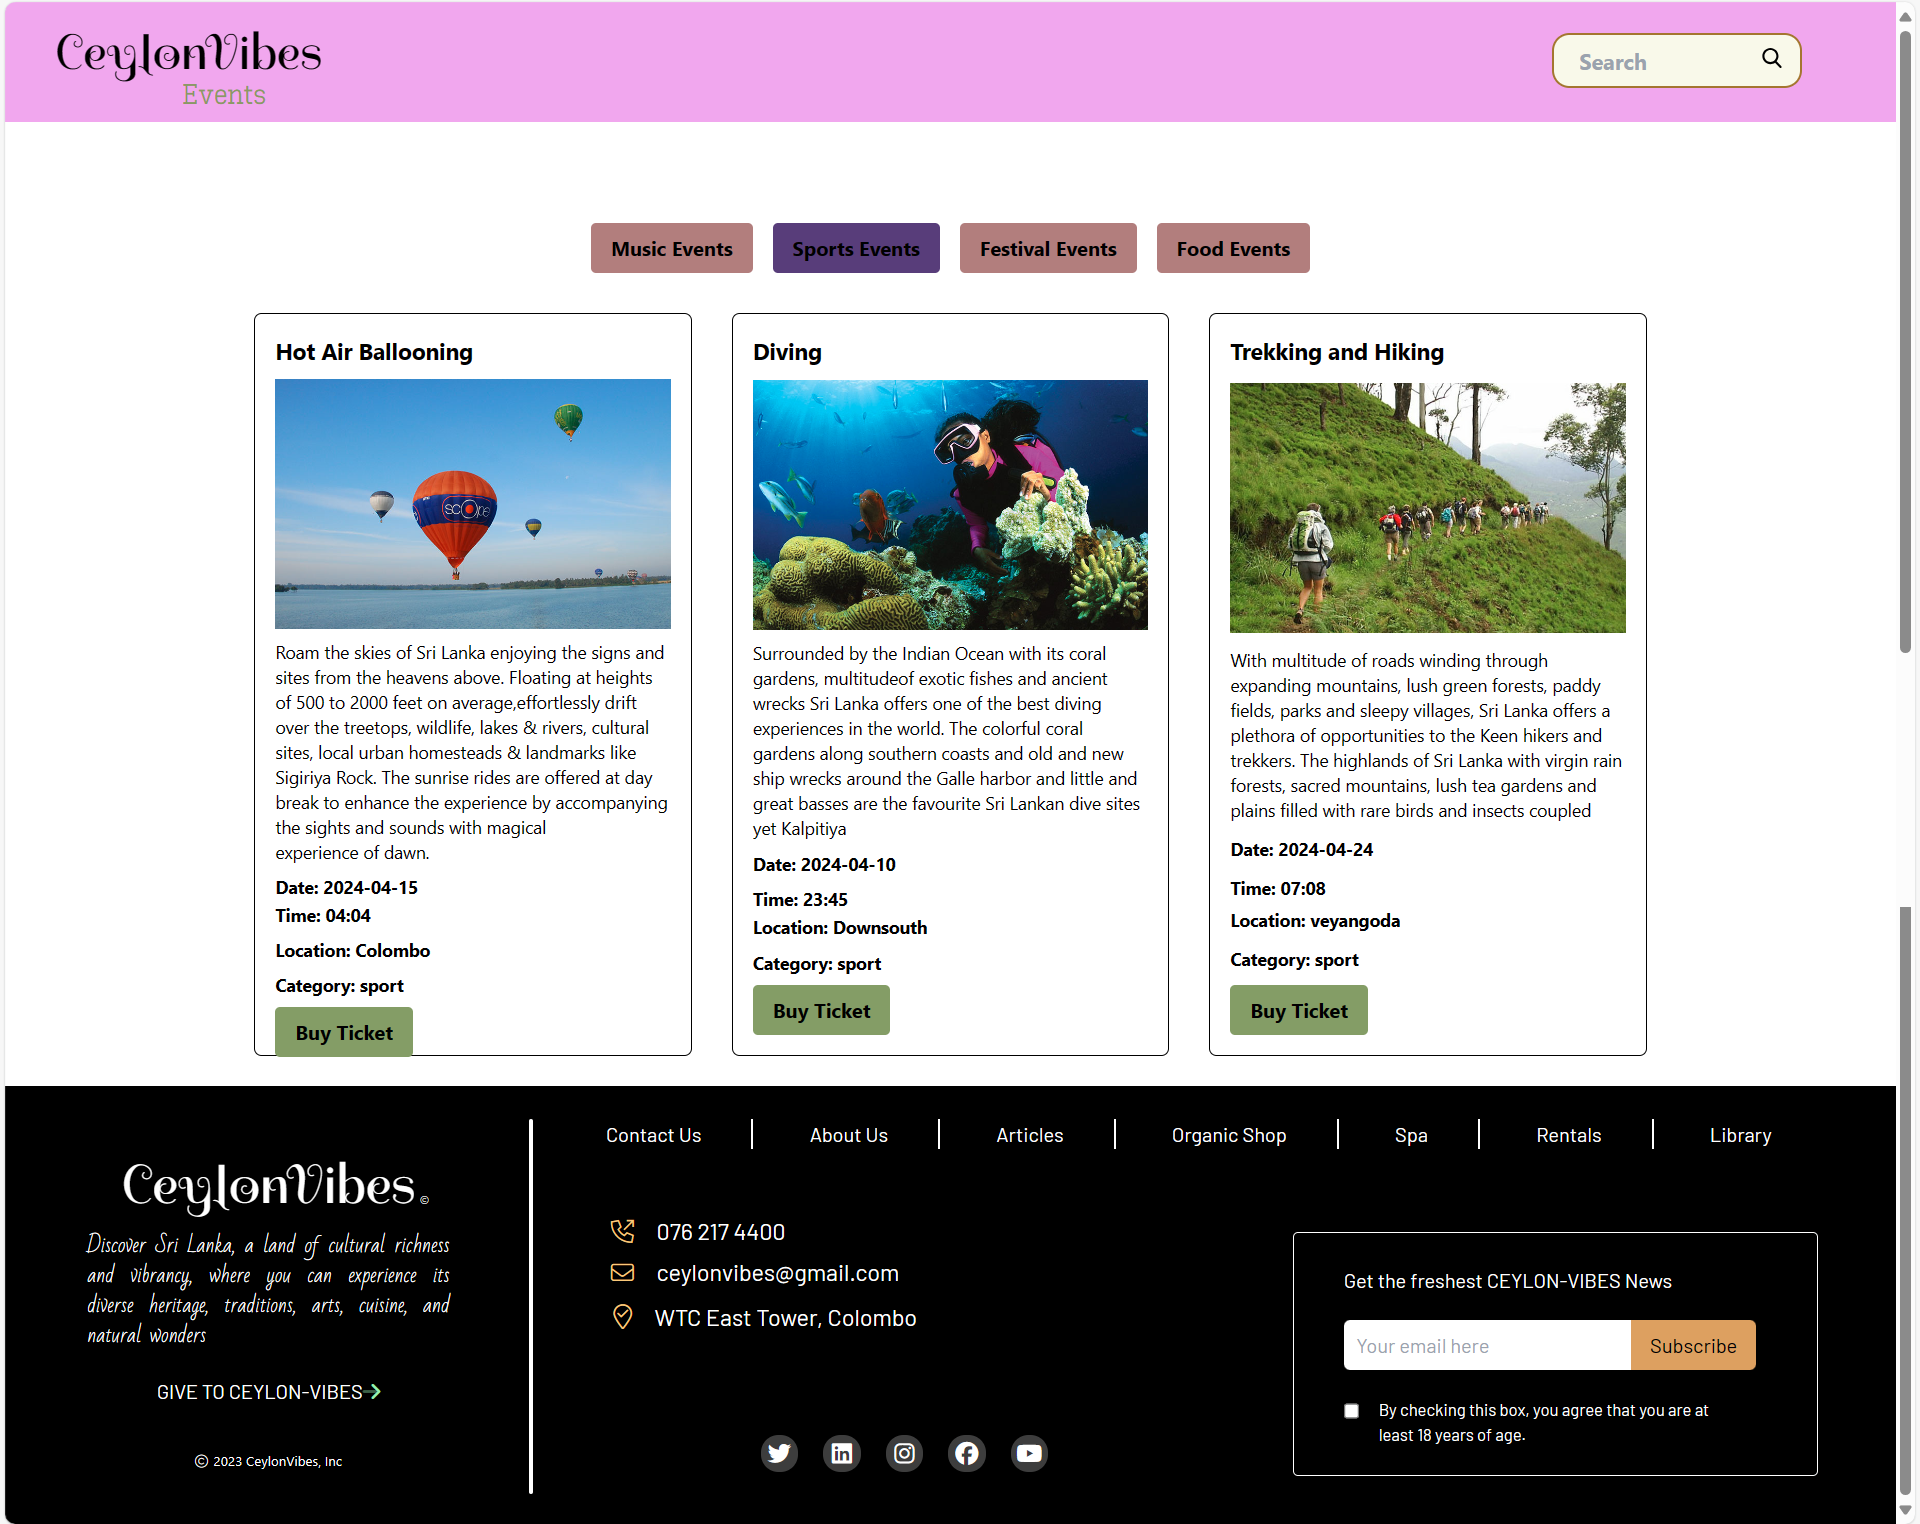 CeylonVibes
Events
Search
Music Events
Sports Events
Festival Events
Food Events
Hot Air Ballooning
scope
Roam the skies of Sri Lanka enjoying the signs and
sites from the heavens above. Floating at heights
of 500 to 2000 feet on average,effortlessly drift
over the treetops, wildlife, lakes & rivers, cultural
sites, local urban homesteads & landmarks like
Sigiriya Rock. The sunrise rides are offered at day
break to enhance the experience by accompanying
the sights and sounds with magical
experience of dawn.
Date: 2024-04-15
Time: 04:04
Location: Colombo
Category: sport
Buy Ticket
Diving
Surrounded by the Indian Ocean with its coral
gardens, multitudeof exotic fishes and ancient
wrecks Sri Lanka offers one of the best diving
experiences in the world. The colorful coral
gardens along southern coasts and old and new
ship wrecks around the Galle harbor and little and
great basses are the favourite Sri Lankan dive sites
yet Kalpitiya
Date: 2024-04-10
Time: 23:45
Location: Downsouth
Category: sport
Buy Ticket
Trekking and Hiking
With multitude of roads winding through
expanding mountains, lush green forests, paddy
fields, parks and sleepy villages, Sri Lanka offers a
plethora of opportunities to the Keen hikers and
trekkers. The highlands of Sri Lanka with virgin rain
forests, sacred mountains, lush tea gardens and
plains filled with rare birds and insects coupled
Date: 2024-04-24
Time: 07:08
Location: veyangoda
Category: sport
Buy Ticket
CeylonVibes ©
Discover Sri Lanka, a land of cultural richness
and vibrancy, where you can experience its
diverse heritage, traditions, arts, cuisine, and
natural wonders
GIVE TO CEYLON-VIBES
© 2023 CeylonVibes, Inc
Contact Us
About Us
Articles
Organic Shop
Spa
Rentals
Library
076 217 4400
ceylonvibes@gmail.com
WTC East Tower, Colombo
Get the freshest CEYLON-VIBES News
Your email here
Subscribe
By checking this box, you agree that you are at
least 18 years of age.